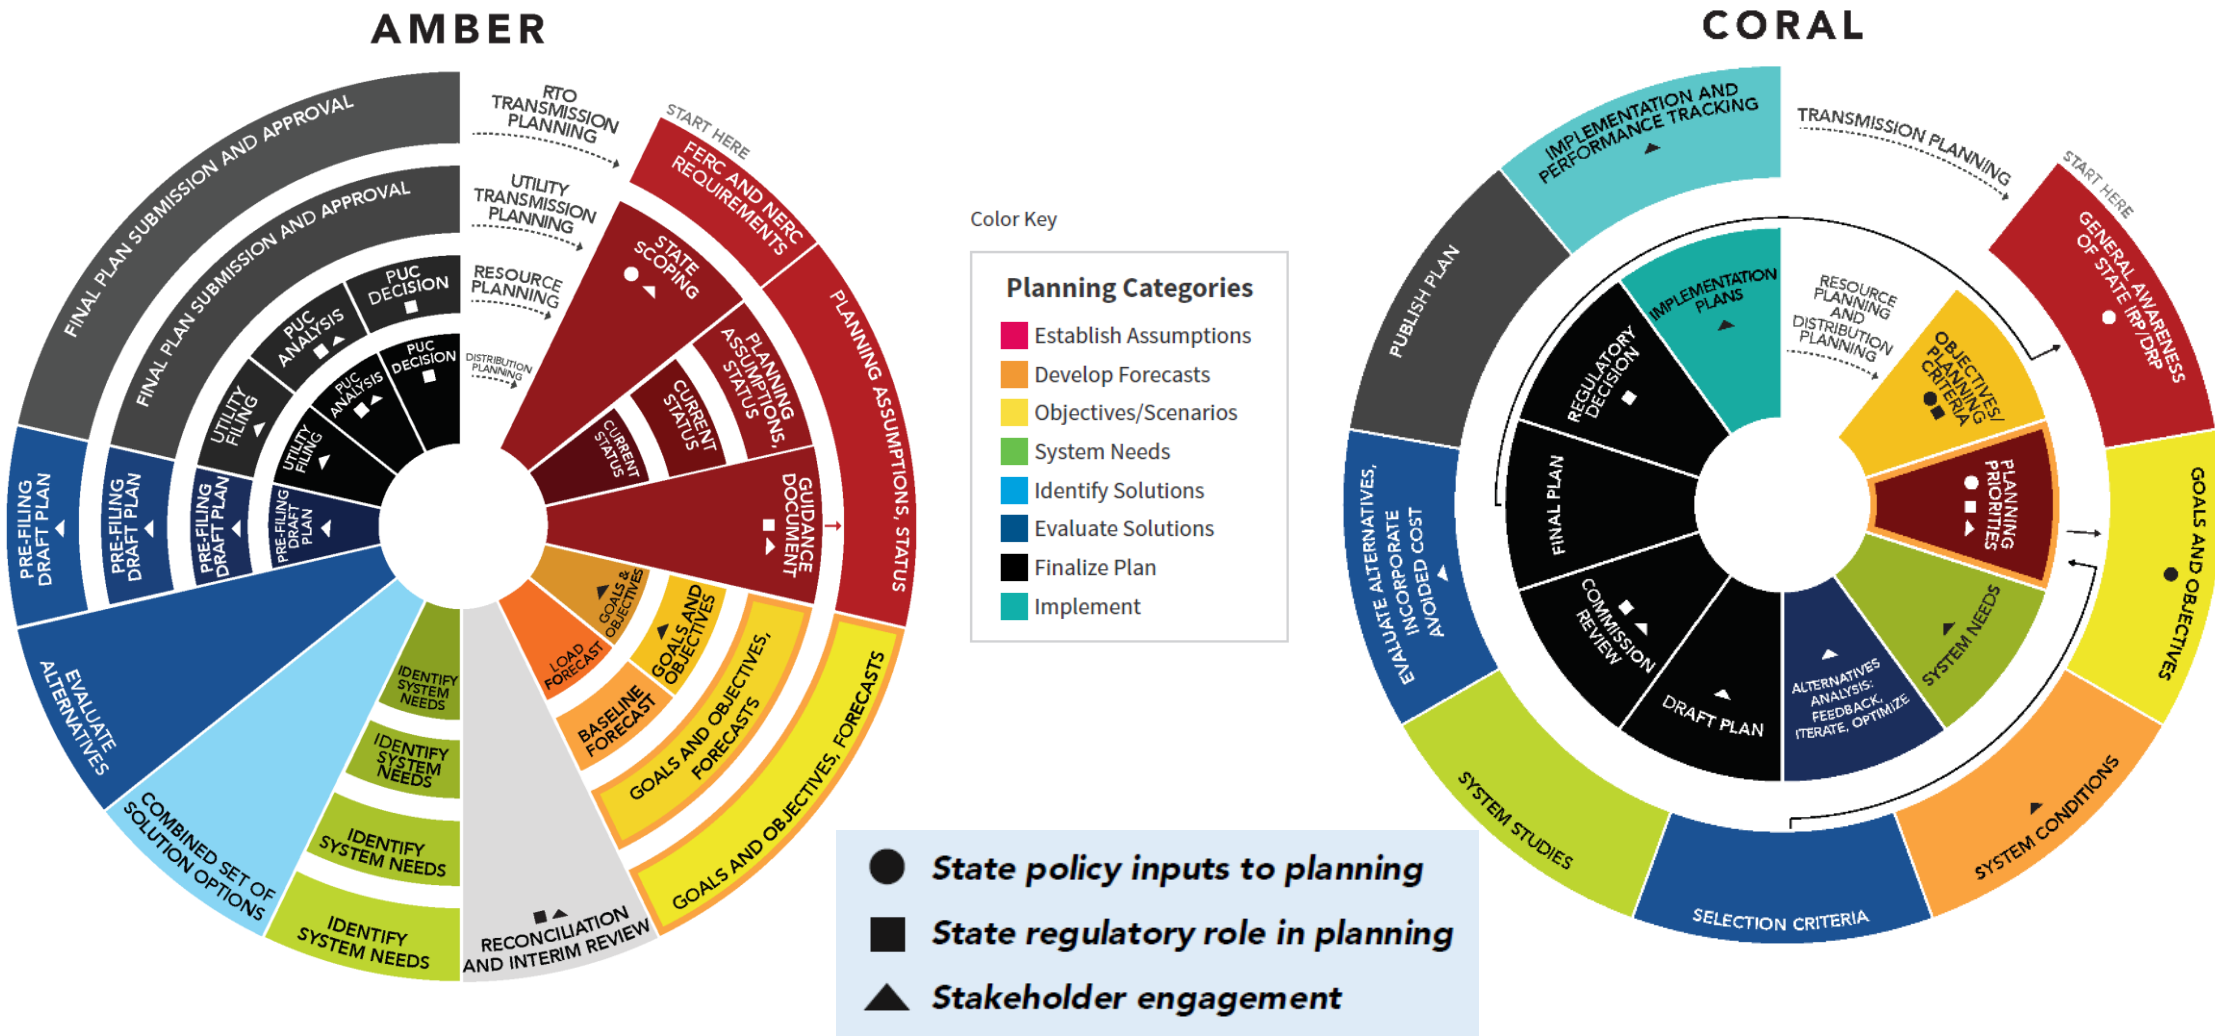 AMBER
RTO
TRANSMISSION
PLANNING
UTILITY
TRANSMISSION
PLANNING
RESOURCE
PLANNING
DISTRIBUTION
PLANNING
START HERE
FERC AND NERC
REQUIREMENTS
PLANNING ASSUMPTIONS, STATUS
STATE
SCOPING
PLANNING
ASSUMPTIONS,
STATUS
CURRENT
STATUS
CURRENT
STATUS
GUIDANCE
DOCUMENT
GOALS &
OBJECTIVES
GOALS AND
OBJECTIVES
GOALS AND OBJECTIVES,
FORECASTS
GOALS AND OBJECTIVES, FORECASTS
LOAD
FORECAST
BASELINE
FORECAST
RECONCILIATION
AND INTERIM REVIEW
IDENTIFY
SYSTEM
NEEDS
IDENTIFY
SYSTEM
NEEDS
IDENTIFY
SYSTEM NEEDS
IDENTIFY
SYSTEM NEEDS
COMBINED SET OF
SOLUTION OPTIONS
EVALUATE
ALTERNATIVES
PRE-FILING
DRAFT PLAN
PRE-FILING
DRAFT PLAN
PRE-FILING
DRAFT PLAN
PRE-FILING
DRAFT
PLAN
FINAL PLAN SUBMISSION AND APPROVAL
FINAL PLAN SUBMISSION AND APPROVAL
UTILITY
FILING
PUC
ANALYSIS
PUC
DECISION
UTILITY
FILING
PUC
ANALYSIS
PUC
DECISION
Color Key
Planning Categories
Establish Assumptions
Develop Forecasts
Objectives/Scenarios
System Needs
Identify Solutions
Evaluate Solutions
Finalize Plan
Implement
State policy inputs to planning
State regulatory role in planning
Stakeholder engagement
CORAL
TRANSMISSION PLANNING
START HERE
GENERAL AWARENESS
OF STATE IRP/DRP
GOALS AND OBJECTIVES
SYSTEM CONDITIONS
SELECTION CRITERIA
SYSTEM STUDIES
EVALUATE ALTERNATIVES,
INCORPORATE
AVOIDED COST
PUBLISH PLAN
IMPLEMENTATION AND
PERFORMANCE TRACKING
RESOURCE
PLANNING
AND
DISTRIBUTION
PLANNING
OBJECTIVES/
PLANNING
CRITERIA
PLANNING
PRIORITIES
SYSTEM NEEDS
ALTERNATIVES
ANALYSIS:
FEEDBACK,
ITERATE, OPTIMIZE
DRAFT PLAN
COMMISSION
REVIEW
FINAL PLAN
REGULATORY
DECISION
IMPLEMENTATION
PLANS